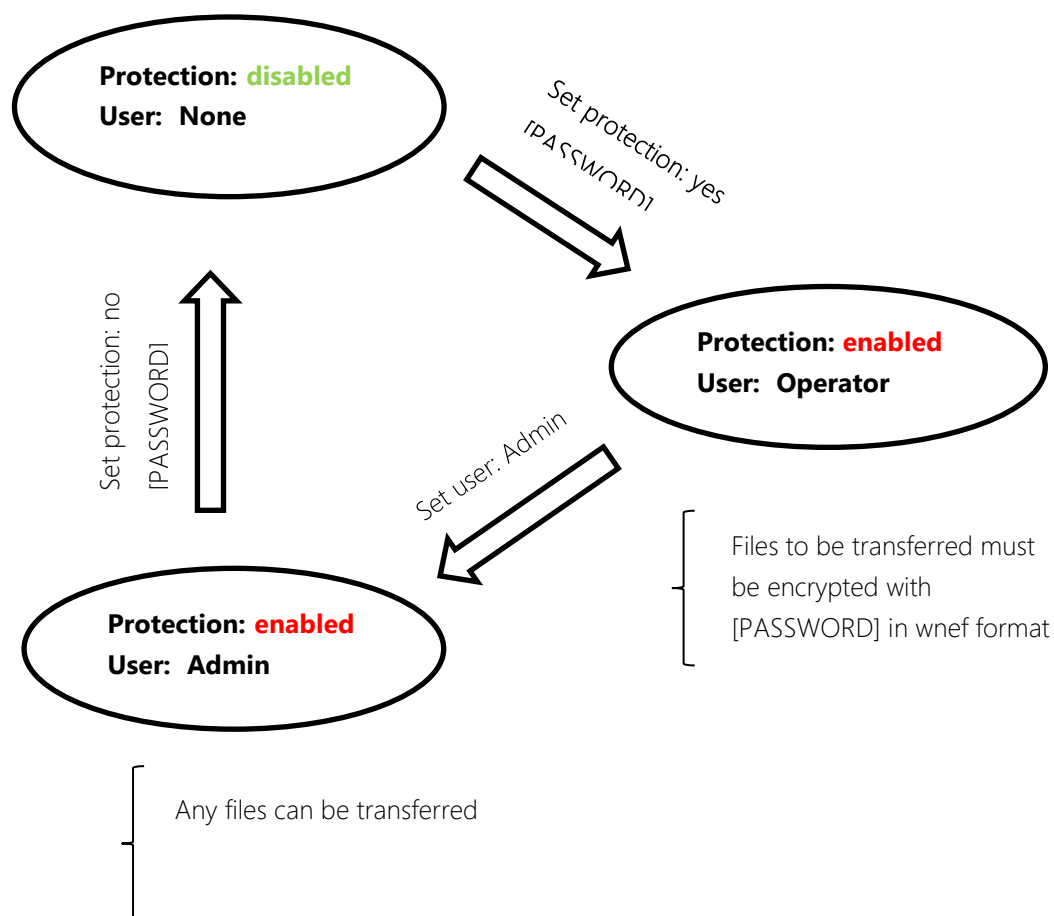 Protection: disabled
User: None
Set protection: yes
[PASSWORD]
Protection: enabled
User: Operator
Set protection: no
[PASSWORD]
Set user: Admin
Files to be transferred must
be encrypted with
[PASSWORD] in wnef format
Protection: enabled
User: Admin
Any files can be transferred